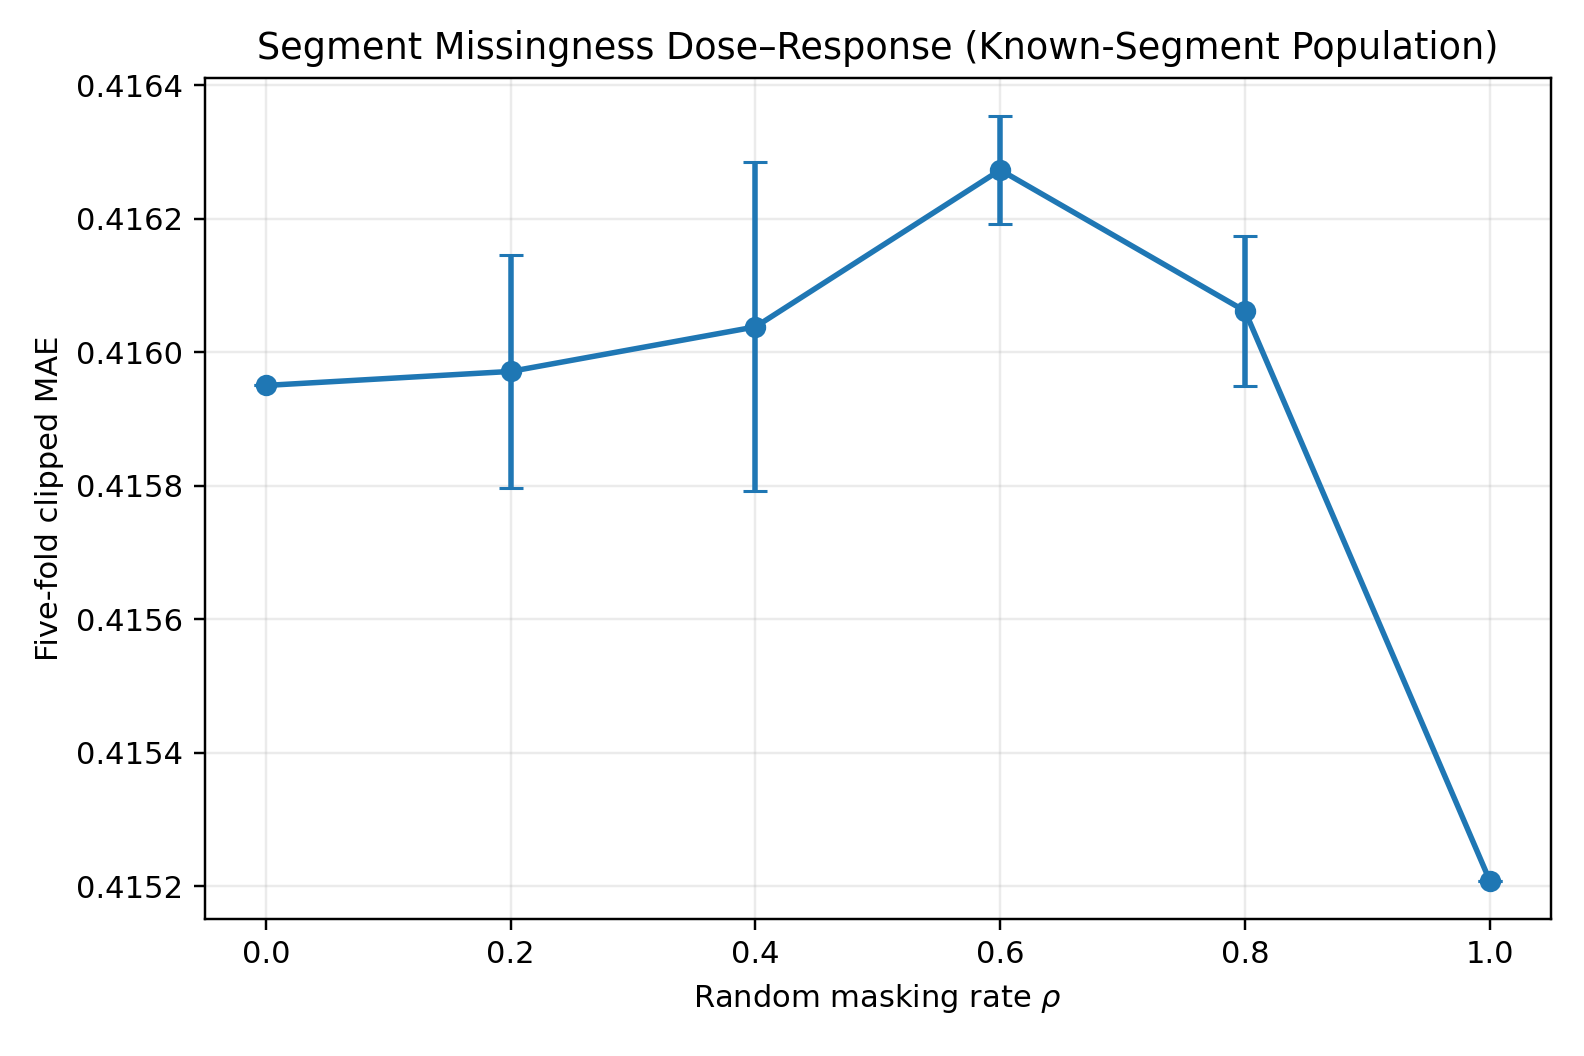 Segment Missingness Dose–Response (Known-Segment Population)
0.4164
0.4162
0.4160
0.4158
0.4156
0.4154
0.4152
Five-fold clipped MAE
0.0 0.2 0.4 0.6 0.8 1.0
Random masking rate ρ